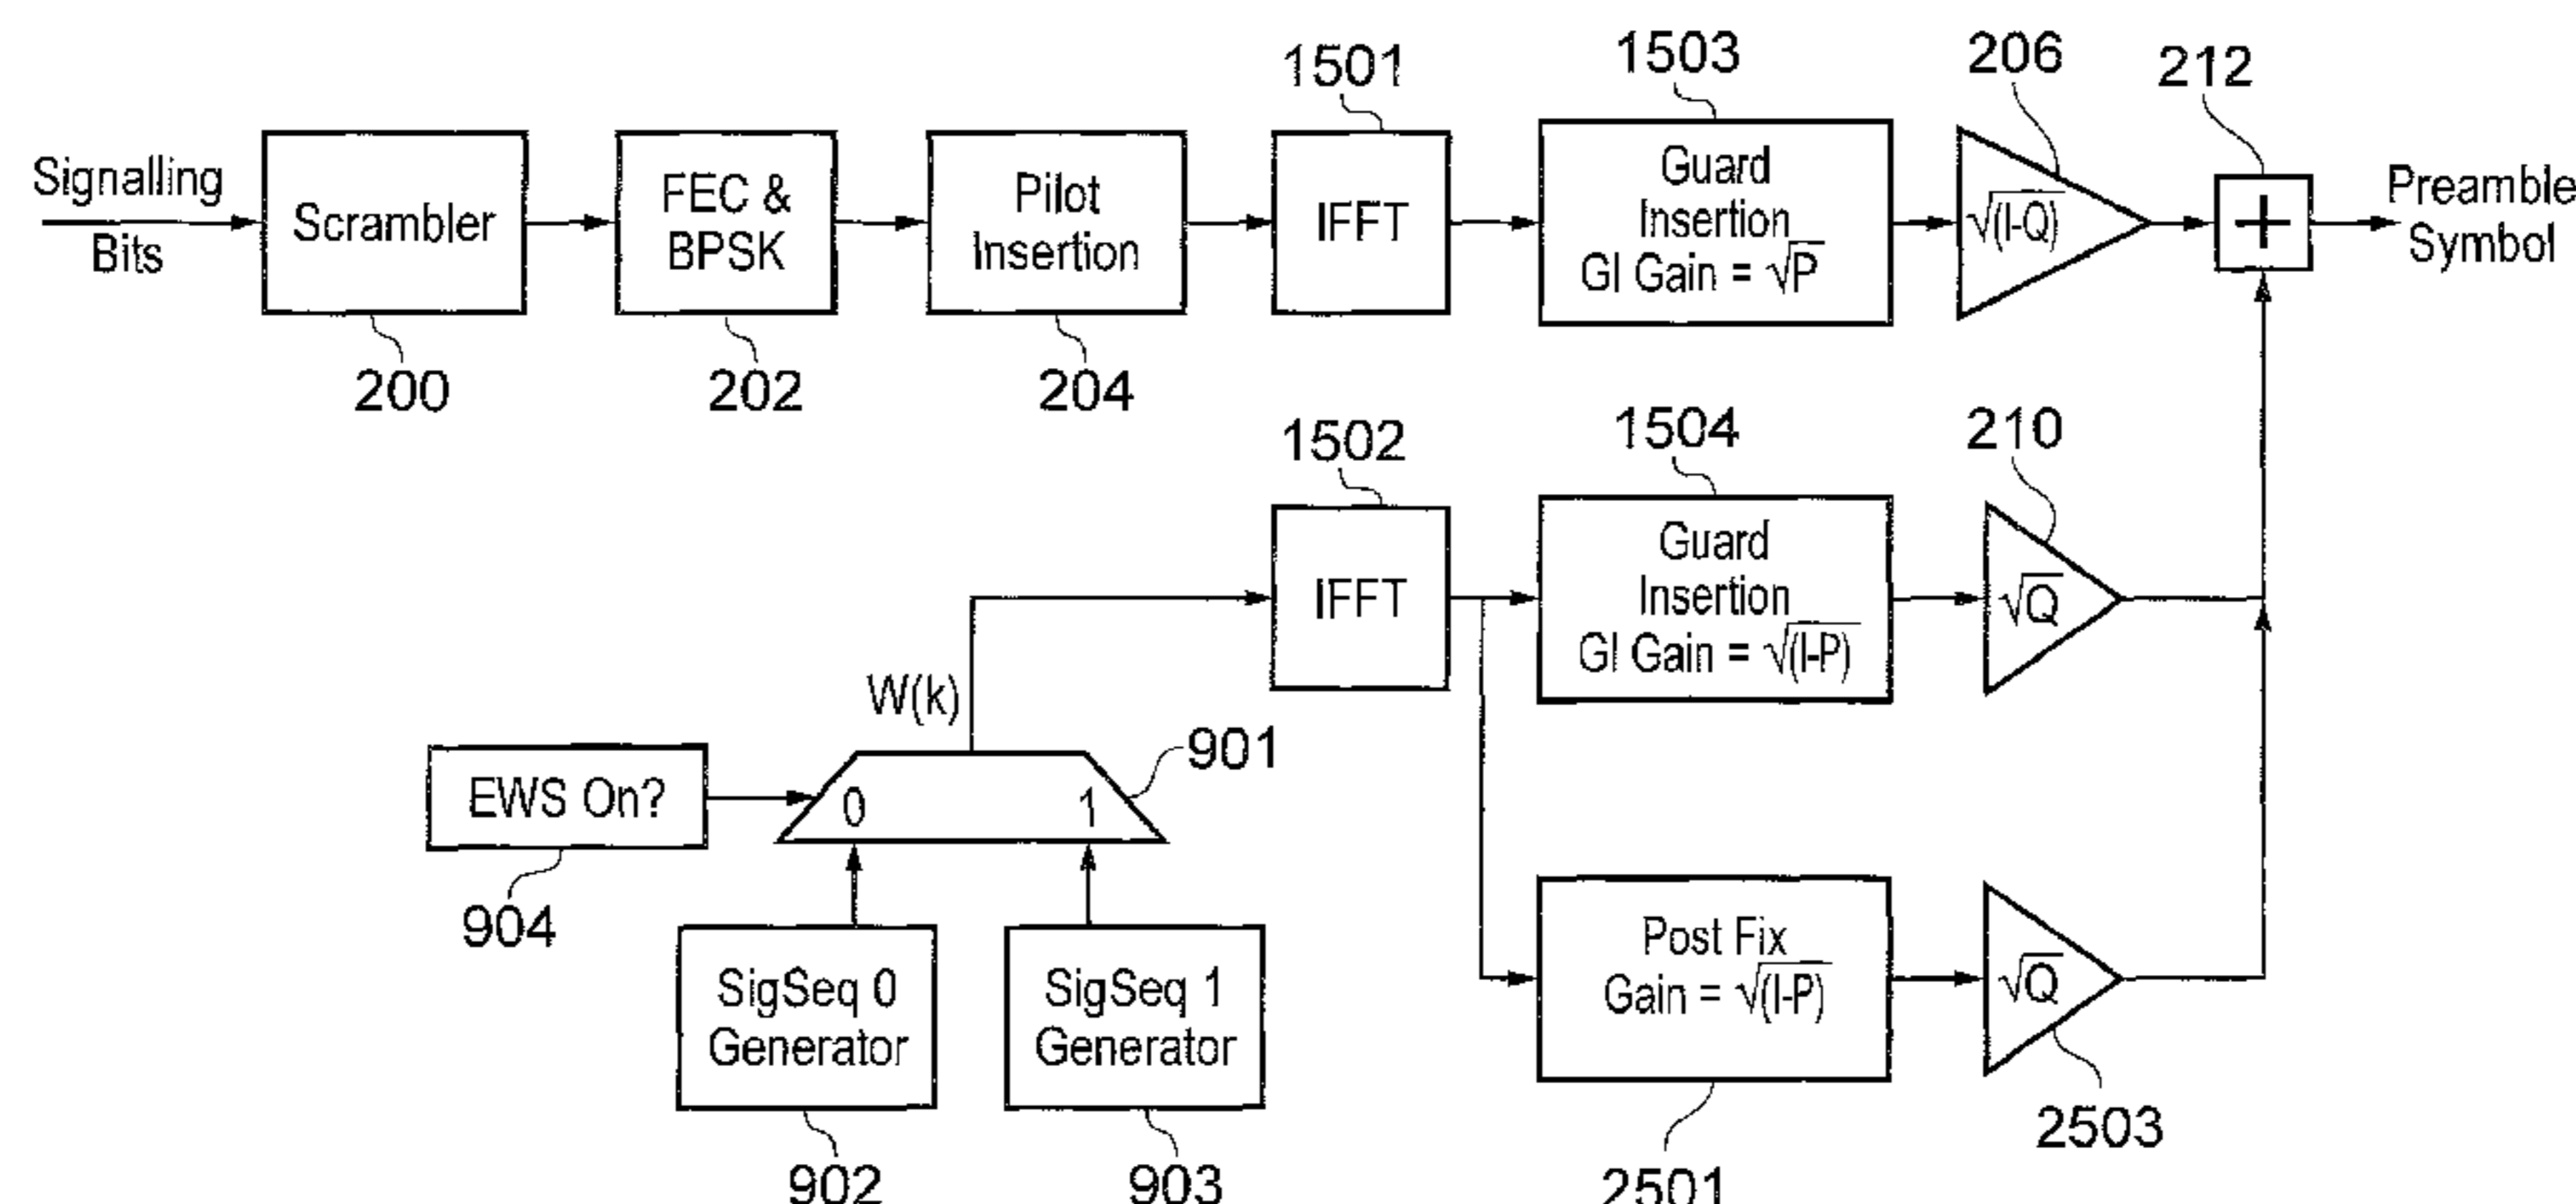 1501
1503
206
212
Signalling
Bits
Scrambler
FEC &
BPSK
Pilot
Insertion
IFFT
Guard
Insertion
GI Gain = √P
√(I-Q)
+
Preamble
Symbol
200
202
204
1502
1504
210
IFFT
Guard
Insertion
GI Gain = √(I-P)
√Q
W(k)
901
EWS On?
0
1
904
SigSeq 0
Generator
SigSeq 1
Generator
Post Fix
Gain = √(I-P)
√Q
2503
902
903
2501